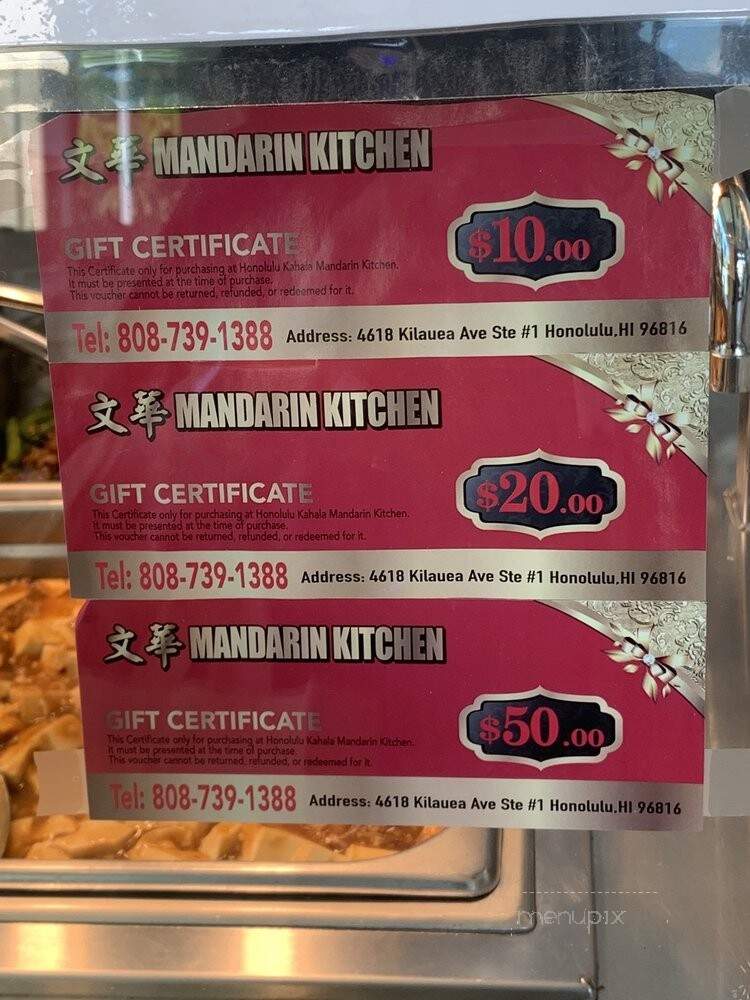 文華 MANDARIN KITCHEN
GIFT CERTIFICATE
$10.00
This Certificate only for purchasing at Honolulu Kahala Mandarin Kitchen.
It must be presented at the time of purchase.
This voucher cannot be returned, refunded, or redeemed for it.
Tel: 808-739-1388 Address: 4618 Kilauea Ave Ste #1 Honolulu,HI 96816
文華 MANDARIN KITCHEN
GIFT CERTIFICATE
$20.00
This Certificate only for purchasing at Honolulu Kahala Mandarin Kitchen.
It must be presented at the time of purchase.
This voucher cannot be returned, refunded, or redeemed for it.
Tel: 808-739-1388 Address: 4618 Kilauea Ave Ste #1 Honolulu,HI 96816
文華 MANDARIN KITCHEN
GIFT CERTIFICATE
$50.00
This Certificate only for purchasing at Honolulu Kahala Mandarin Kitchen.
It must be presented at the time of purchase.
This voucher cannot be returned, refunded, or redeemed for it.
Tel: 808-739-1388 Address: 4618 Kilauea Ave Ste #1 Honolulu,HI 96816
menupix